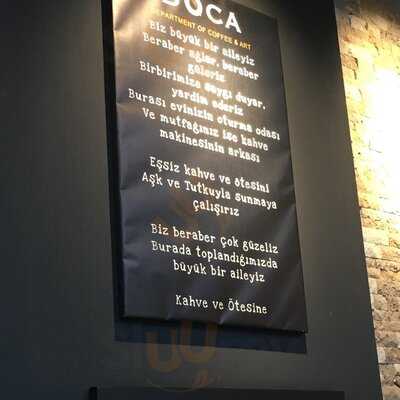 DUCA
DEPARTMENT OF COFFEE & ART
Biz büyük bir aileyiz
Beraber ağlar, beraber
güleriz
Birbirimize saygı duyar,
yardım ederiz
Burası evinizin oturma odası
Ve mutfağınız ise kahve
makinesinin arkası
Eşsiz kahve ve ötesini
Aşk ve Tutkuyla sunmaya
çalışırız
Biz beraber çok güzeliz
Burada toplandığımızda
büyük bir aileyiz
Kahve ve Ötesine